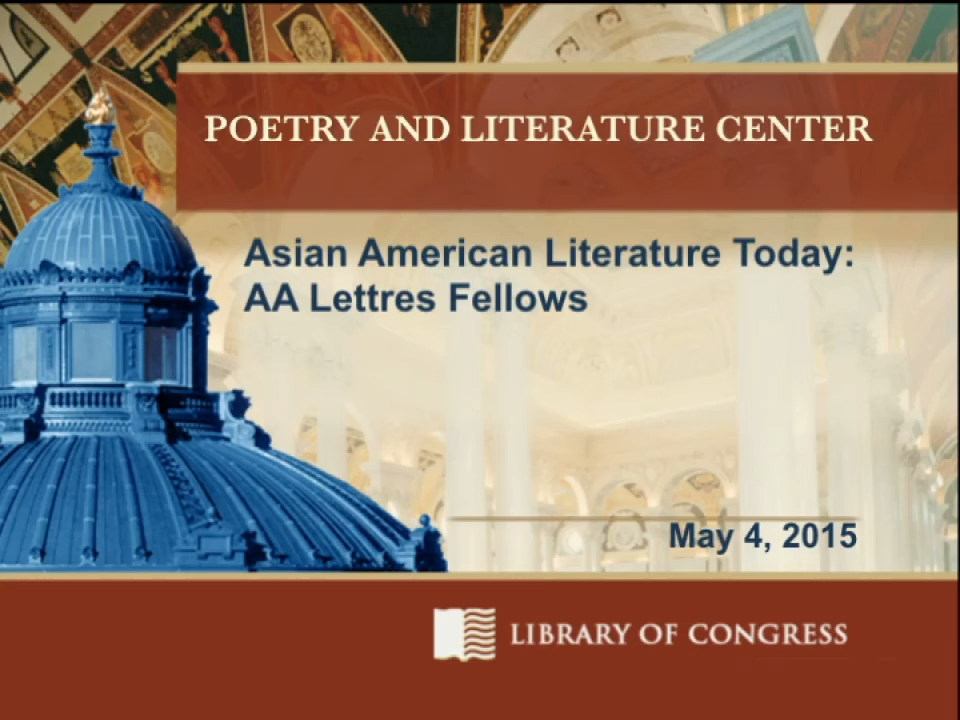 POETRY AND LITERATURE CENTER
Asian American Literature Today:
AA Lettres Fellows
May 4, 2015
LIBRARY OF CONGRESS